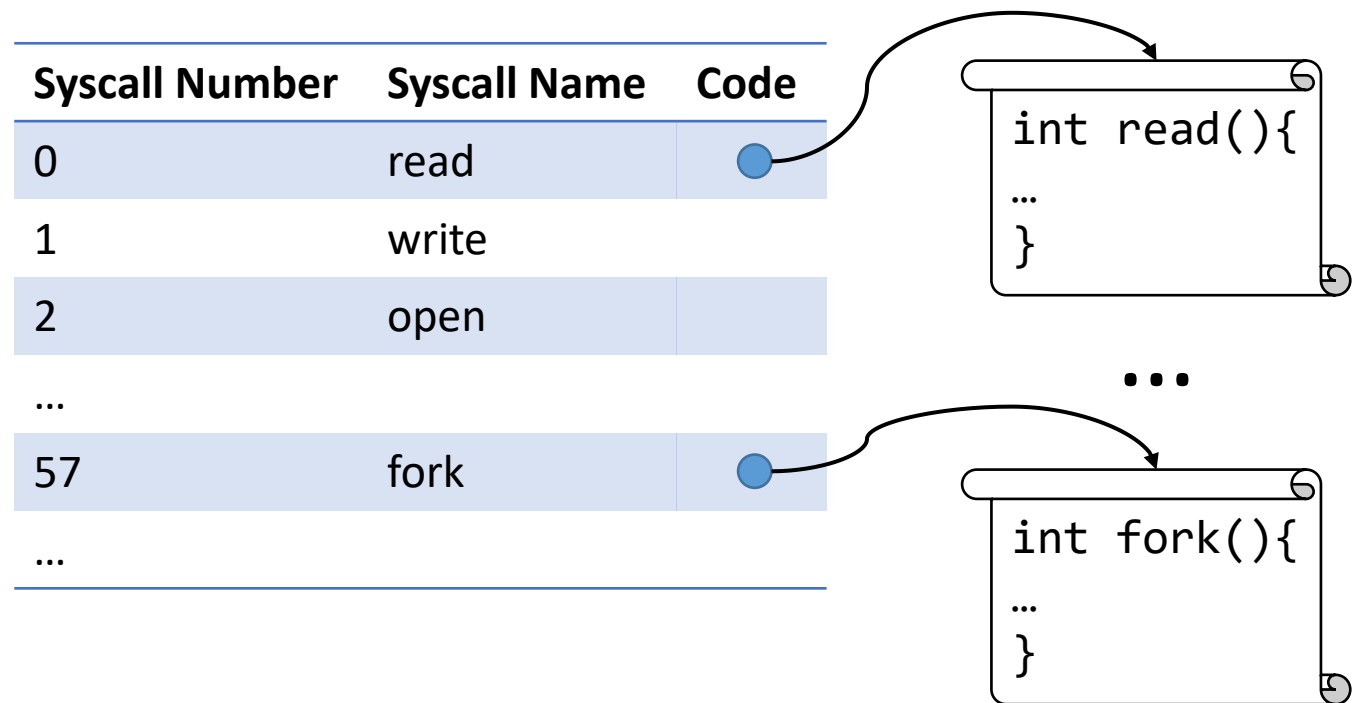 Syscall Number Syscall Name Code
0 read
1 write
2 open
…
57 fork
…
int read(){
…
}
...
int fork(){
…
}